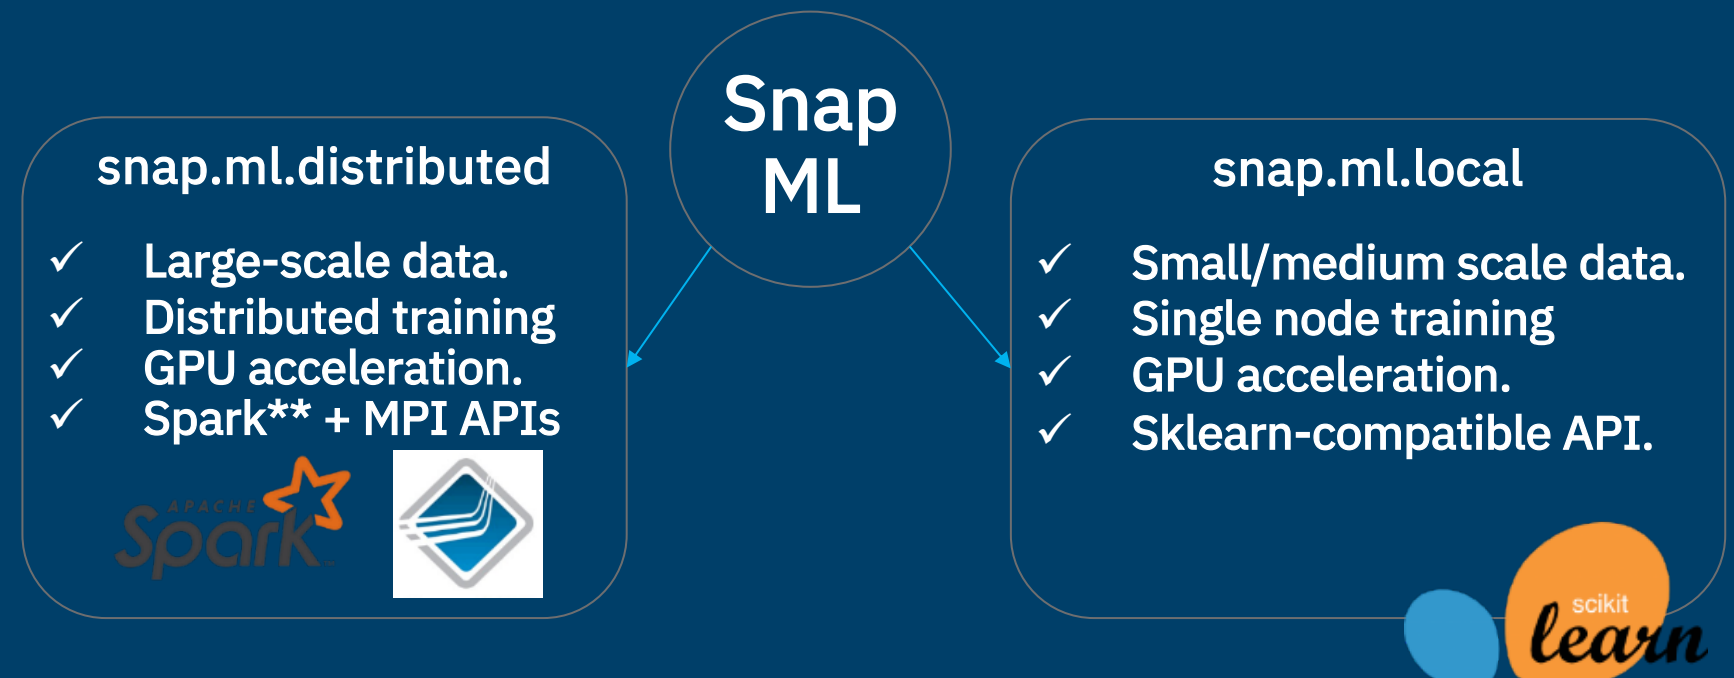 Snap
ML
snap.ml.distributed
Large-scale data.
Distributed training
GPU acceleration.
Spark** + MPI APIs
APACHE
Spark
snap.ml.local
Small/medium scale data.
Single node training
GPU acceleration.
Sklearn-compatible API.
scikit
learn